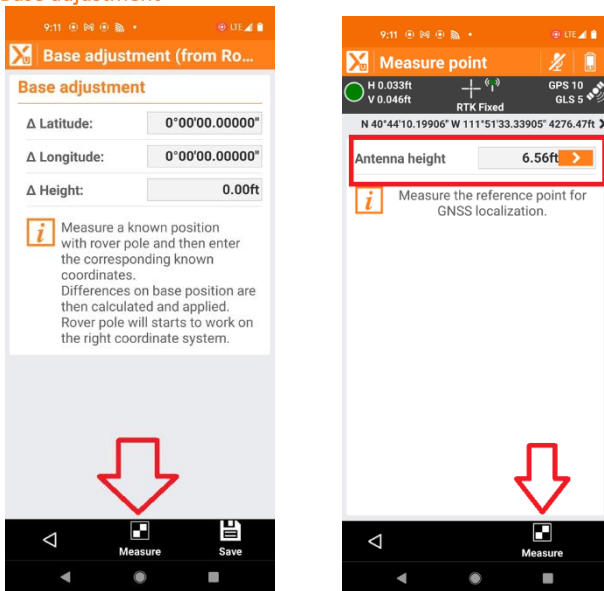 Base adjustment
9:11
LTE
Base adjustment (from Ro...
Base adjustment
Δ Latitude: 0°00'00.00000"
Δ Longitude: 0°00'00.00000"
Δ Height: 0.00ft
Measure a known position
with rover pole and then enter
the corresponding known
coordinates.
Differences on base position are
then calculated and applied.
Rover pole will starts to work on
the right coordinate system.
Measure
Save
9:11
LTE
Measure point
H 0.033ft
V 0.046ft
RTK Fixed
GPS 10
GLS 5
N 40°44'10.19906" W 111°51'33.33905" 4276.47ft
Antenna height 6.56ft
Measure the reference point for
GNSS localization.
Measure